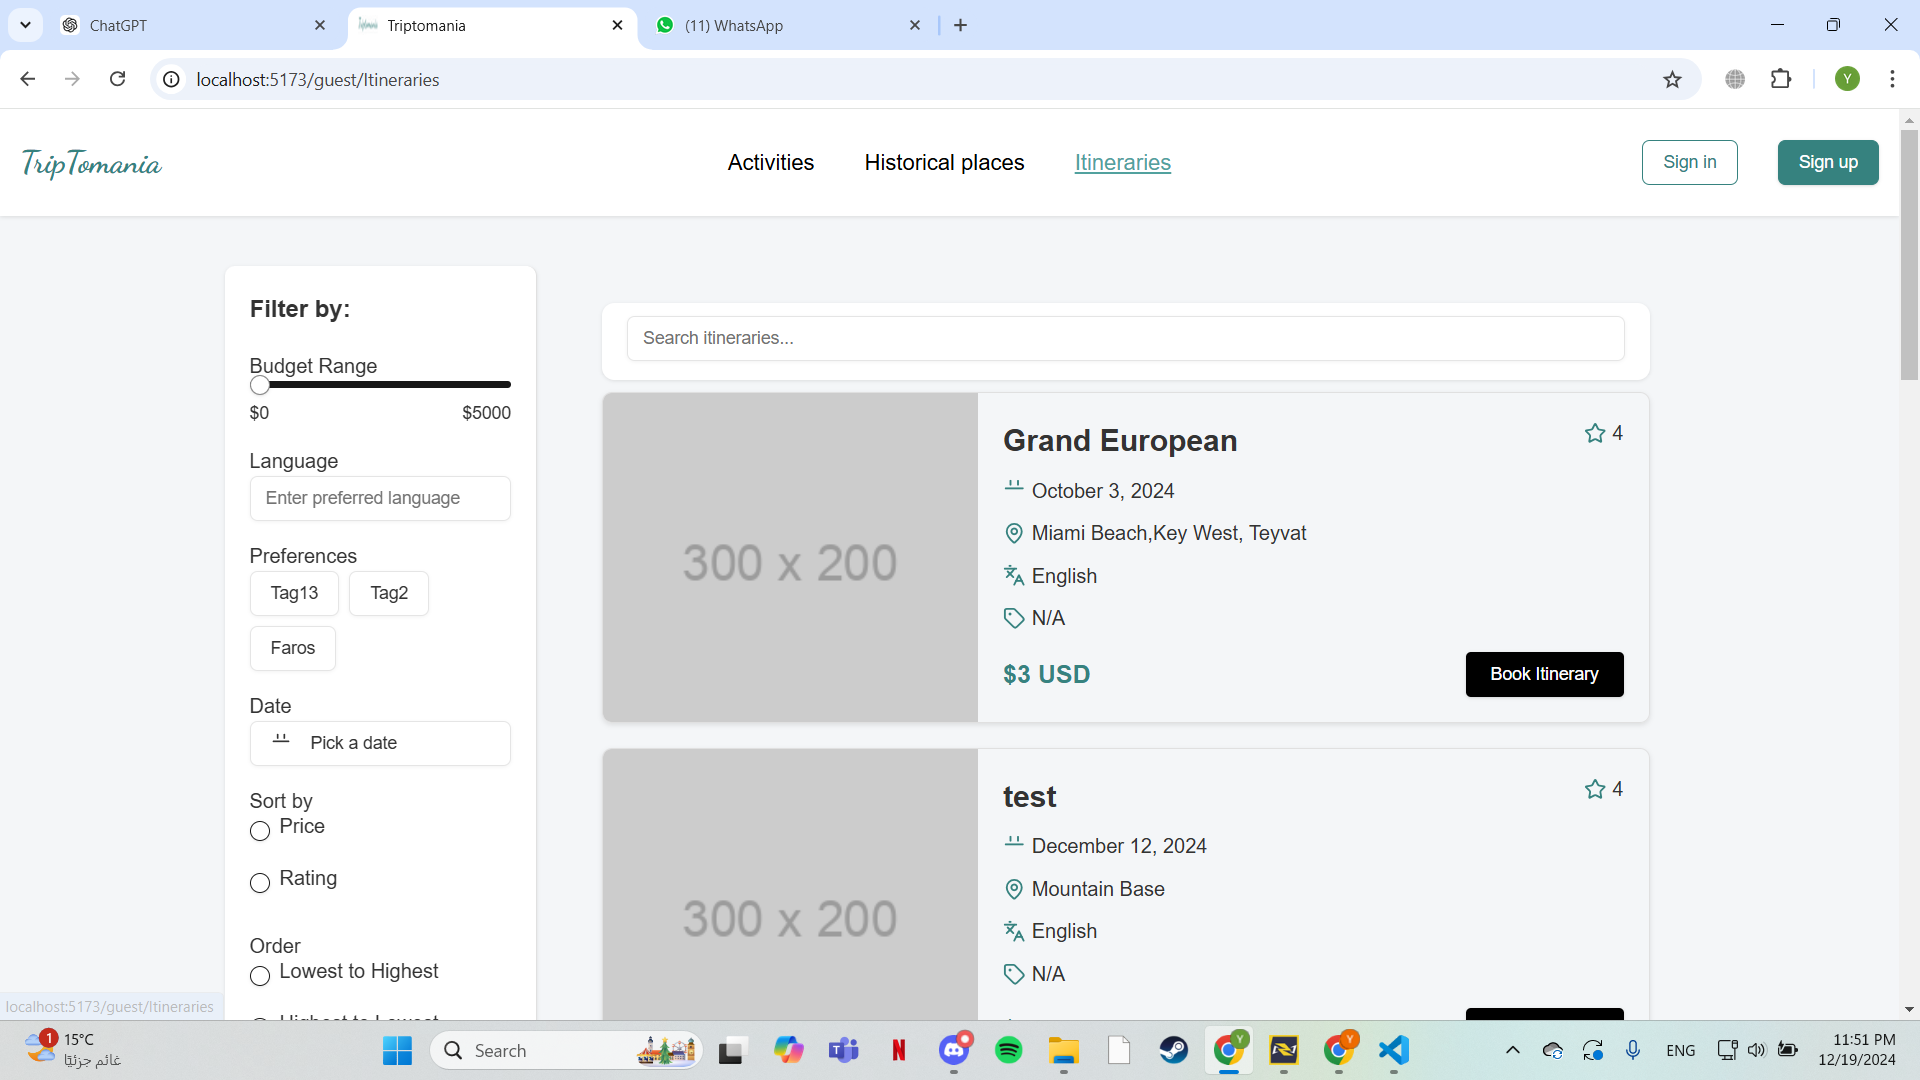 ChatGPT
Triptomania
(11) WhatsApp
localhost:5173/guest/Itineraries
Y
TripTomania
Activities
Historical places
Itineraries
Sign in
Sign up
Filter by:
Budget Range
$0
$5000
Language
Enter preferred language
Preferences
Tag13
Tag2
Faros
Date
Pick a date
Sort by
Price
Rating
Order
Lowest to Highest
Highest to Lowest
Search itineraries...
300 x 200
Grand European
4
October 3, 2024
Miami Beach,Key West, Teyvat
English
N/A
$3 USD
Book Itinerary
300 x 200
test
4
December 12, 2024
Mountain Base
English
N/A
localhost:5173/guest/Itineraries
1
15°C
غائم جزئيًا
Search
N
Y
Y
ENG
11:51 PM
12/19/2024